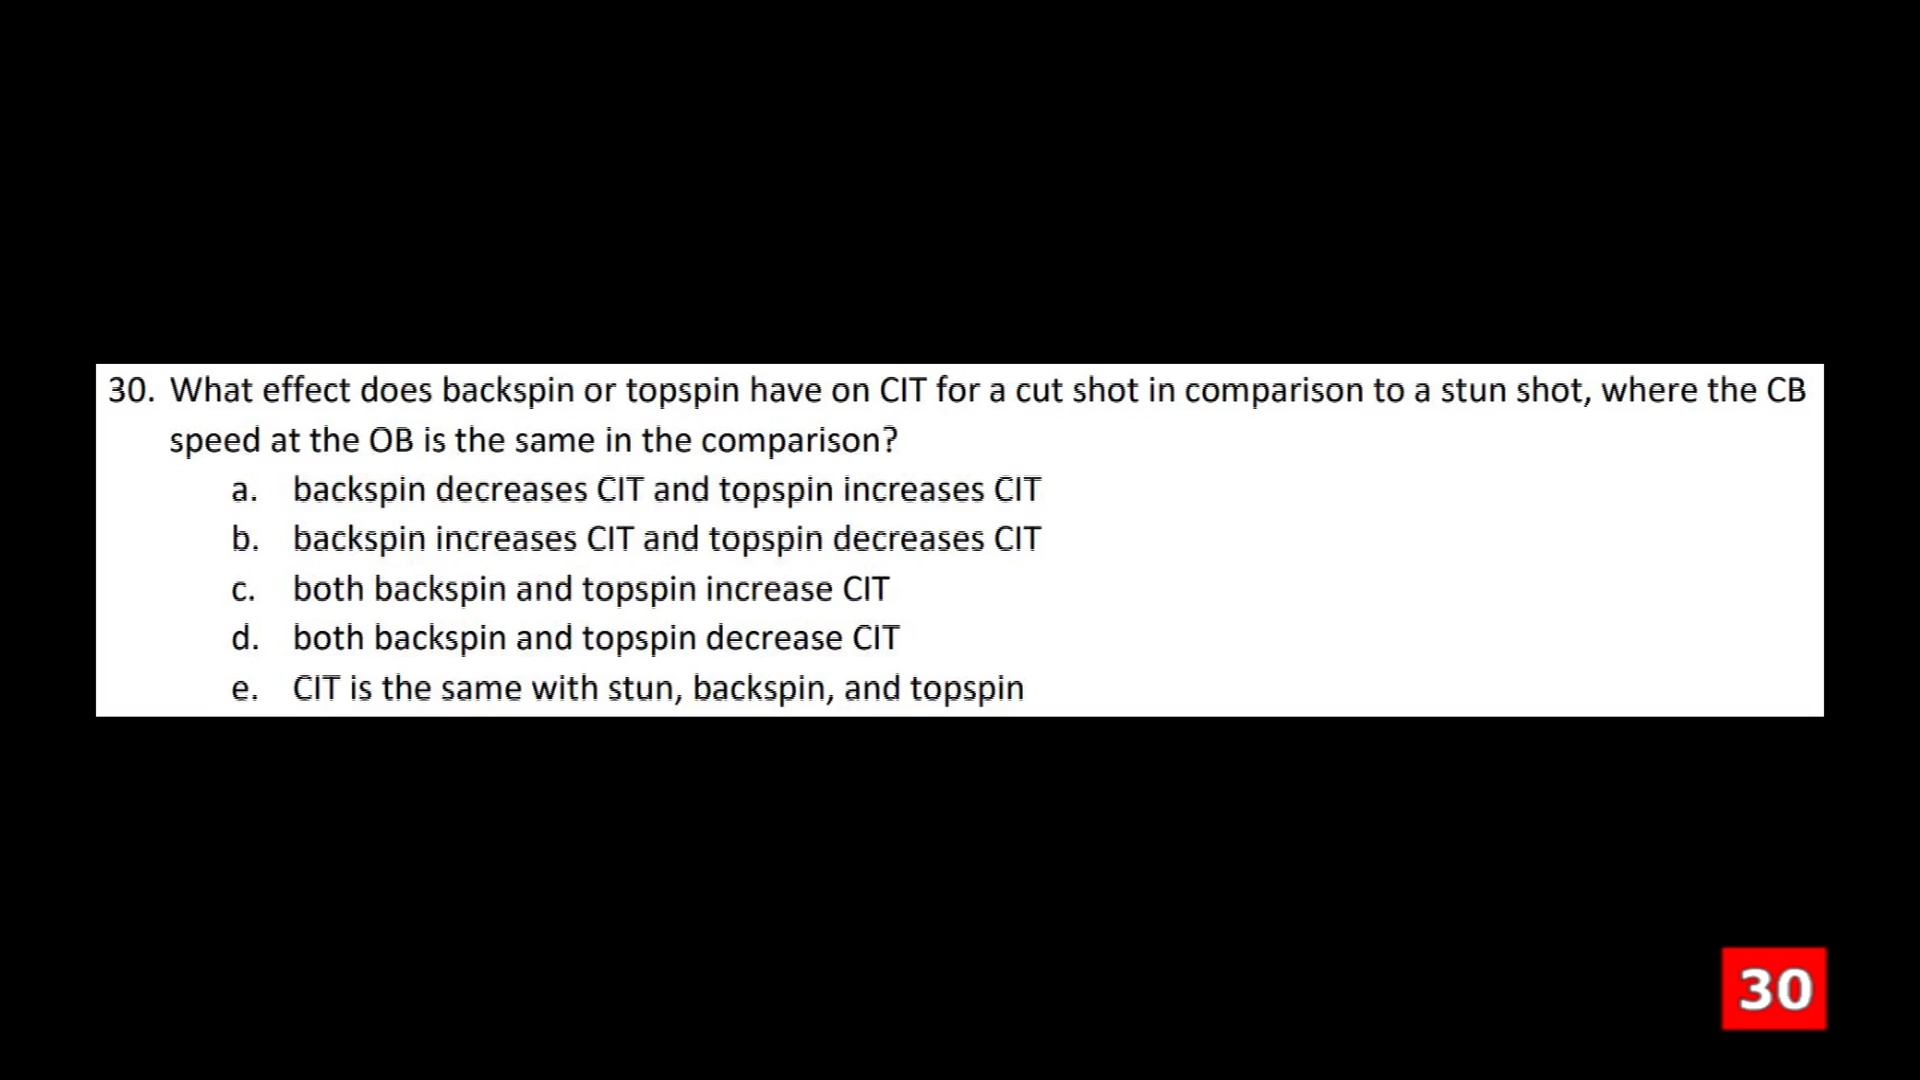 30. What effect does backspin or topspin have on CIT for a cut shot in comparison to a stun shot, where the CB
speed at the OB is the same in the comparison?
a. backspin decreases CIT and topspin increases CIT
b. backspin increases CIT and topspin decreases CIT
c. both backspin and topspin increase CIT
d. both backspin and topspin decrease CIT
e. CIT is the same with stun, backspin, and topspin
30